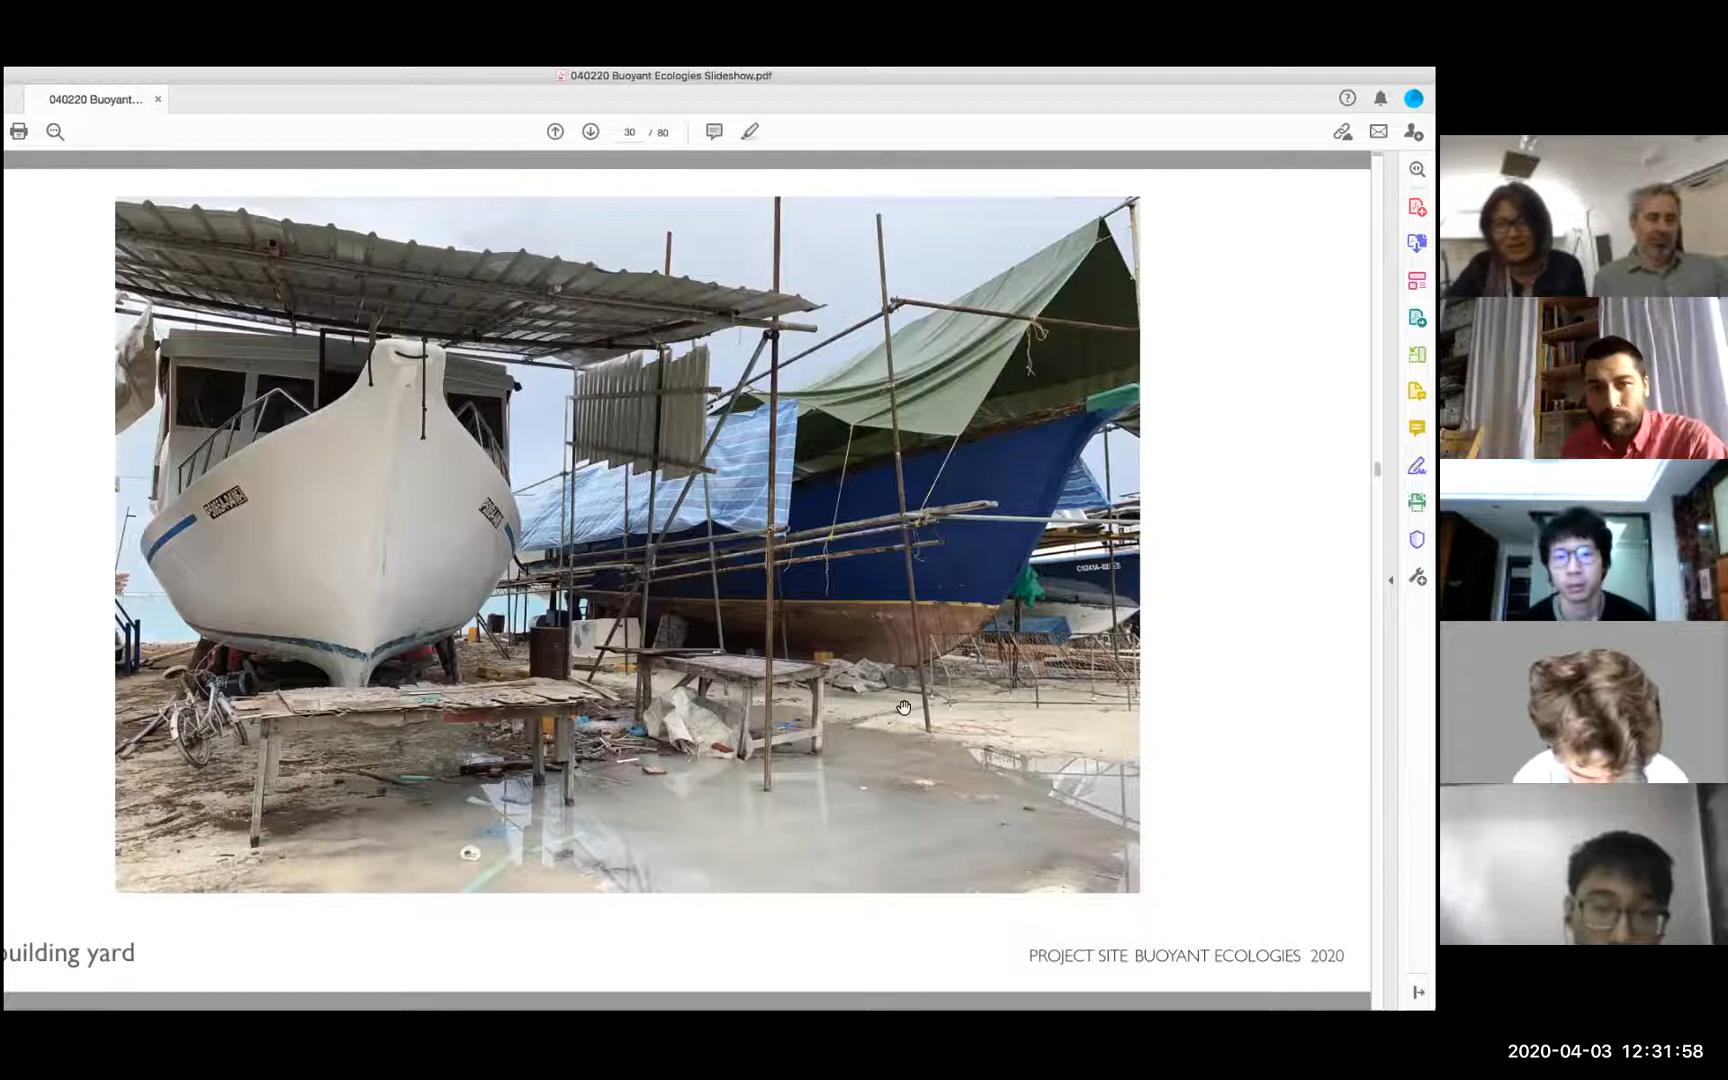 040220 Buoyant Ecologies Slideshow.pdf
040220 Buoyant...
30 / 80
building yard
PROJECT SITE BUOYANT ECOLOGIES 2020
2020-04-03 12:31:58